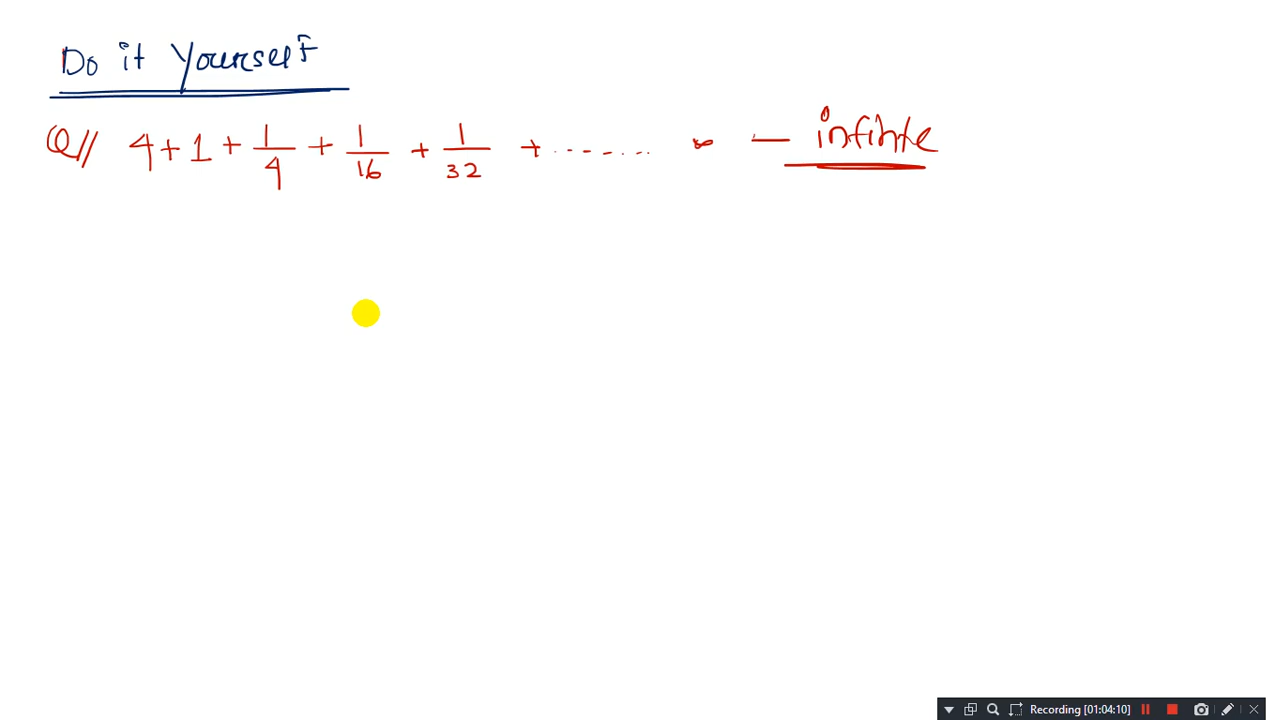 Do it Yourself
Q// 4 + 1 + 1/4 + 1/16 + 1/32 + ....... ∞ — infinite
Recording [01:04:10]